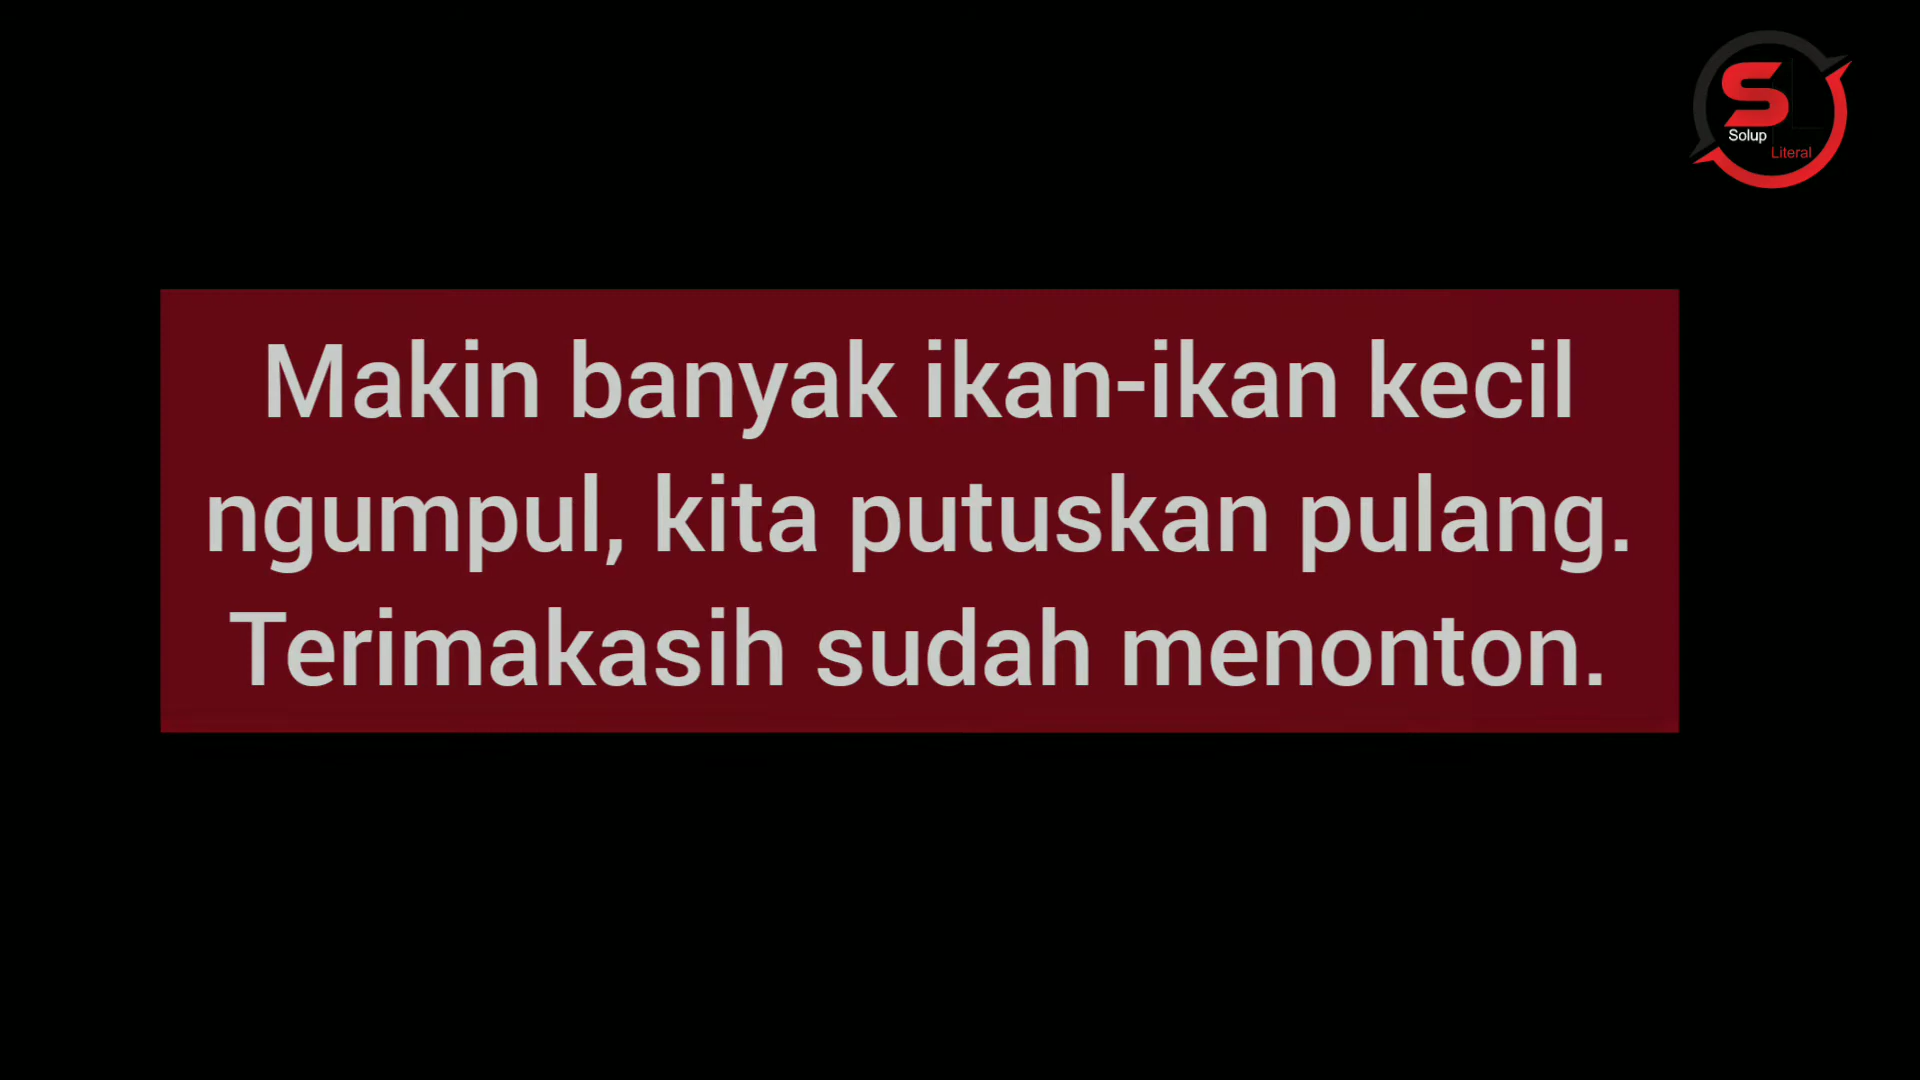 S
Solup
Literal
Makin banyak ikan-ikan kecil
ngumpul, kita putuskan pulang.
Terimakasih sudah menonton.